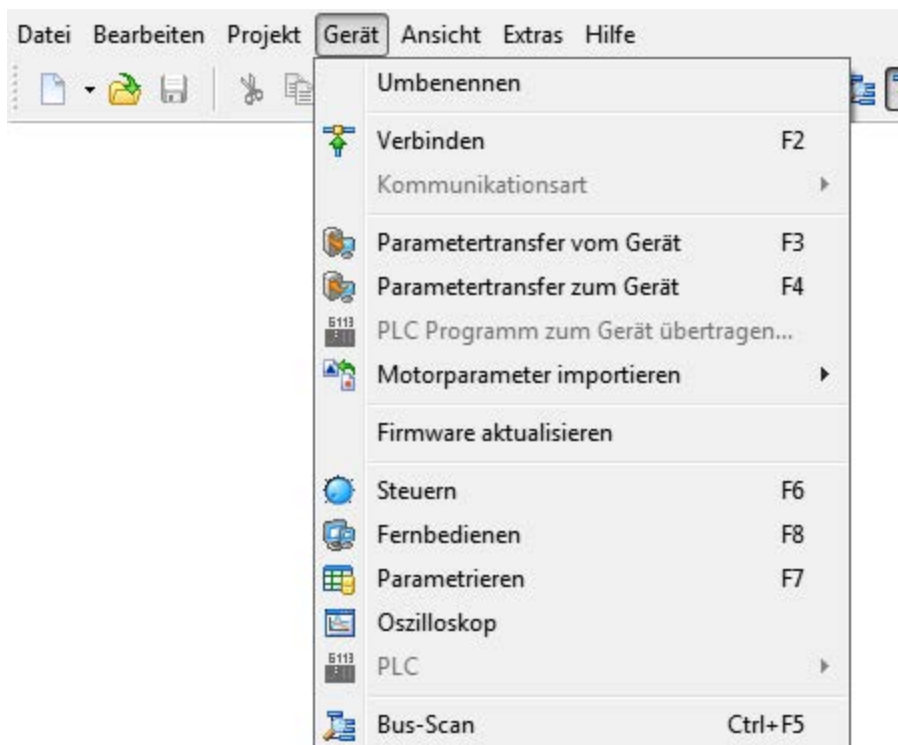 Datei Bearbeiten Projekt Gerät Ansicht Extras Hilfe
Umbenennen
Verbinden F2
Kommunikationsart
Parametertransfer vom Gerät F3
Parametertransfer zum Gerät F4
PLC Programm zum Gerät übertragen...
Motorparameter importieren
Firmware aktualisieren
Steuern F6
Fernbedienen F8
Parametrieren F7
Oszilloskop
PLC
Bus-Scan Ctrl+F5